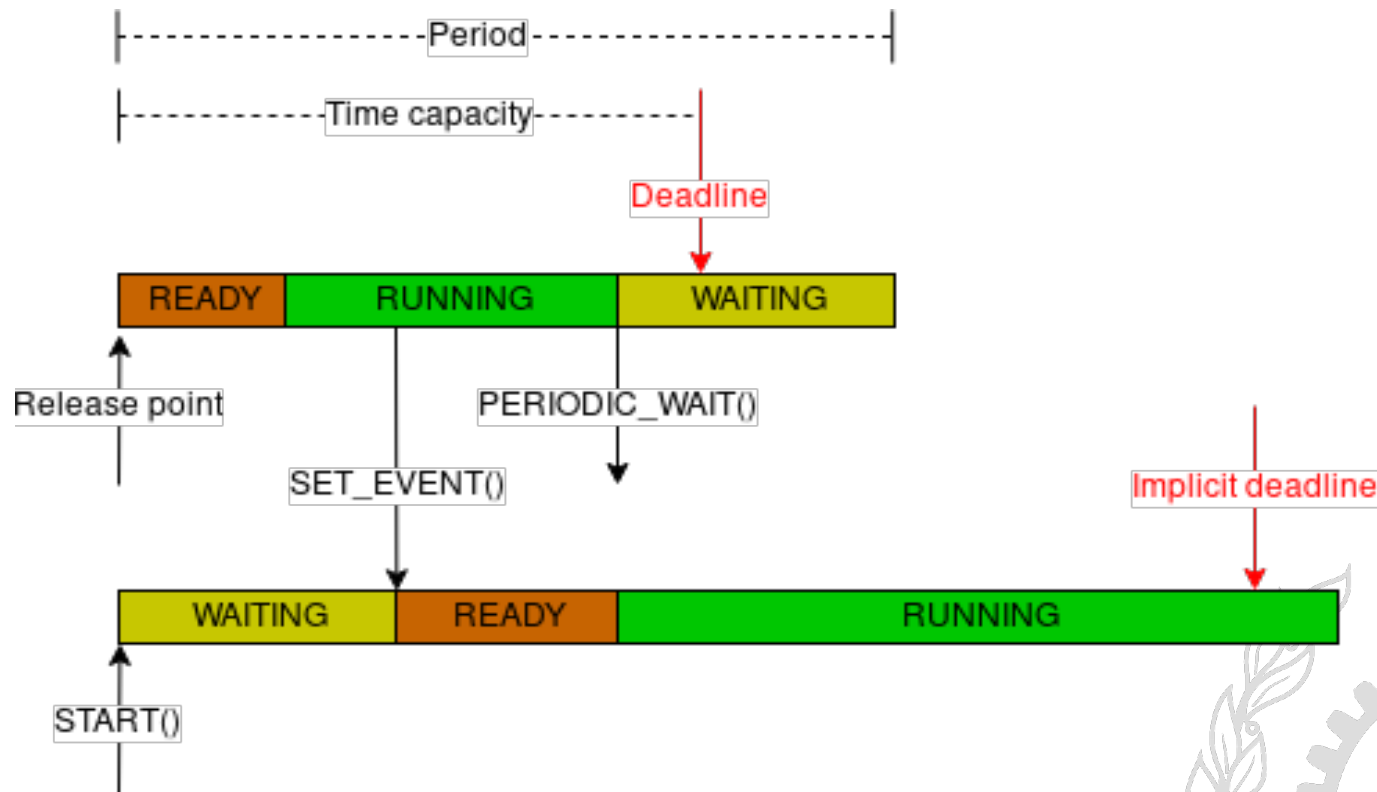 Period
Time capacity
Deadline
READY
RUNNING
WAITING
Release point
PERIODIC_WAIT()
SET_EVENT()
Implicit deadline
WAITING
READY
RUNNING
START()